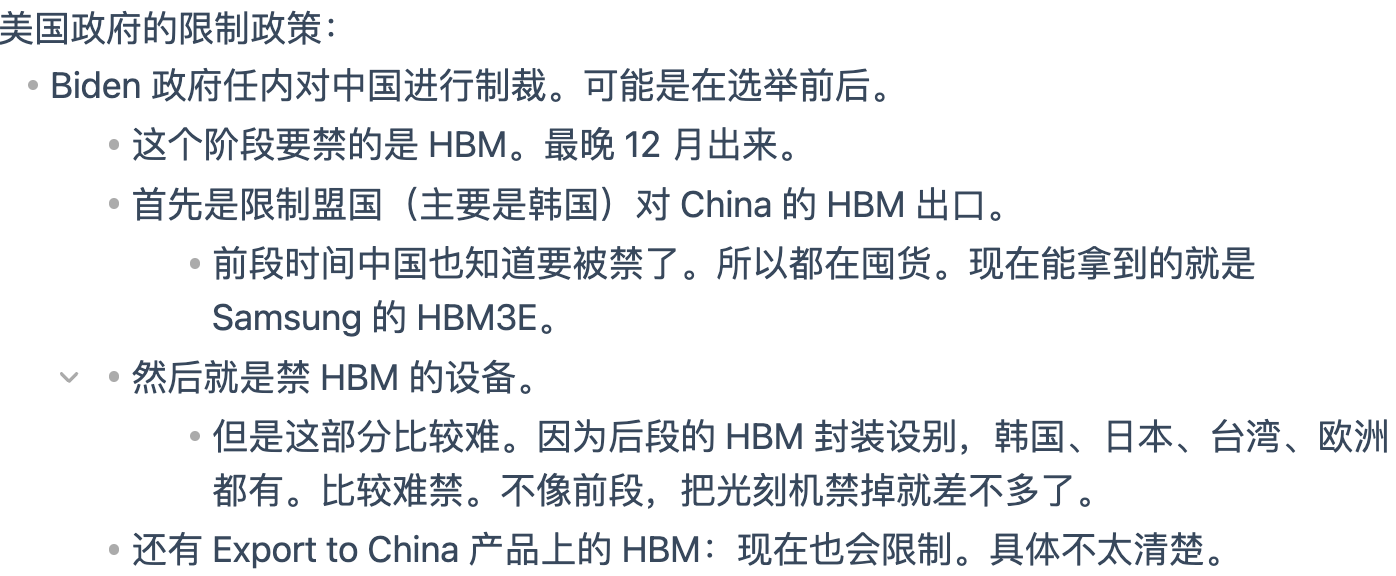 美国政府的限制政策：
Biden 政府任内对中国进行制裁。可能是在选举前后。
这个阶段要禁的是 HBM。最晚 12 月出来。
首先是限制盟国（主要是韩国）对 China 的 HBM 出口。
前段时间中国也知道要被禁了。所以都在囤货。现在能拿到的就是
Samsung 的 HBM3E。
然后就是禁 HBM 的设备。
但是这部分比较难。因为后段的 HBM 封装设别，韩国、日本、台湾、欧洲
都有。比较难禁。不像前段，把光刻机禁掉就差不多了。
还有 Export to China 产品上的 HBM：现在也会限制。具体不太清楚。